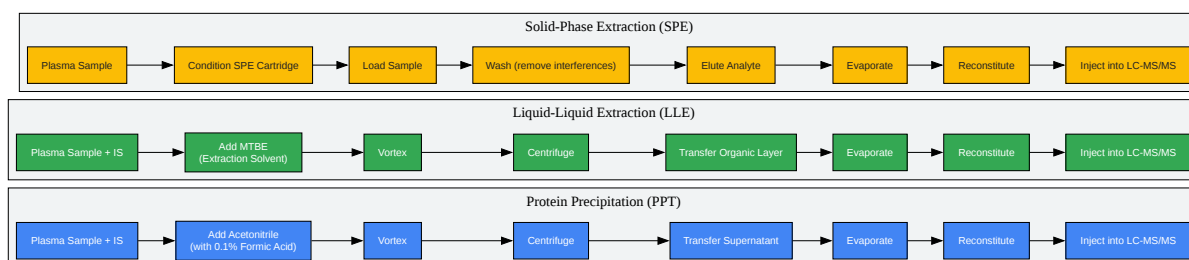 Solid-Phase Extraction (SPE)
Plasma Sample
Condition SPE Cartridge
Load Sample
Wash (remove interferences)
Elute Analyte
Evaporate
Reconstitute
Inject into LC-MS/MS
Liquid-Liquid Extraction (LLE)
Plasma Sample + IS
Add MTBE
(Extraction Solvent)
Vortex
Centrifuge
Transfer Organic Layer
Evaporate
Reconstitute
Inject into LC-MS/MS
Protein Precipitation (PPT)
Plasma Sample + IS
Add Acetonitrile
(with 0.1% Formic Acid)
Vortex
Centrifuge
Transfer Supernatant
Evaporate
Reconstitute
Inject into LC-MS/MS